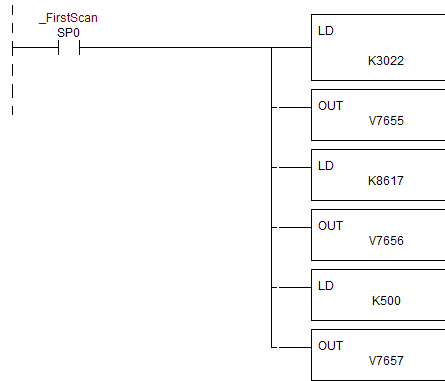 _FirstScan
SP0
LD
K3022
OUT
V7655
LD
K8617
OUT
V7656
LD
K500
OUT
V7657